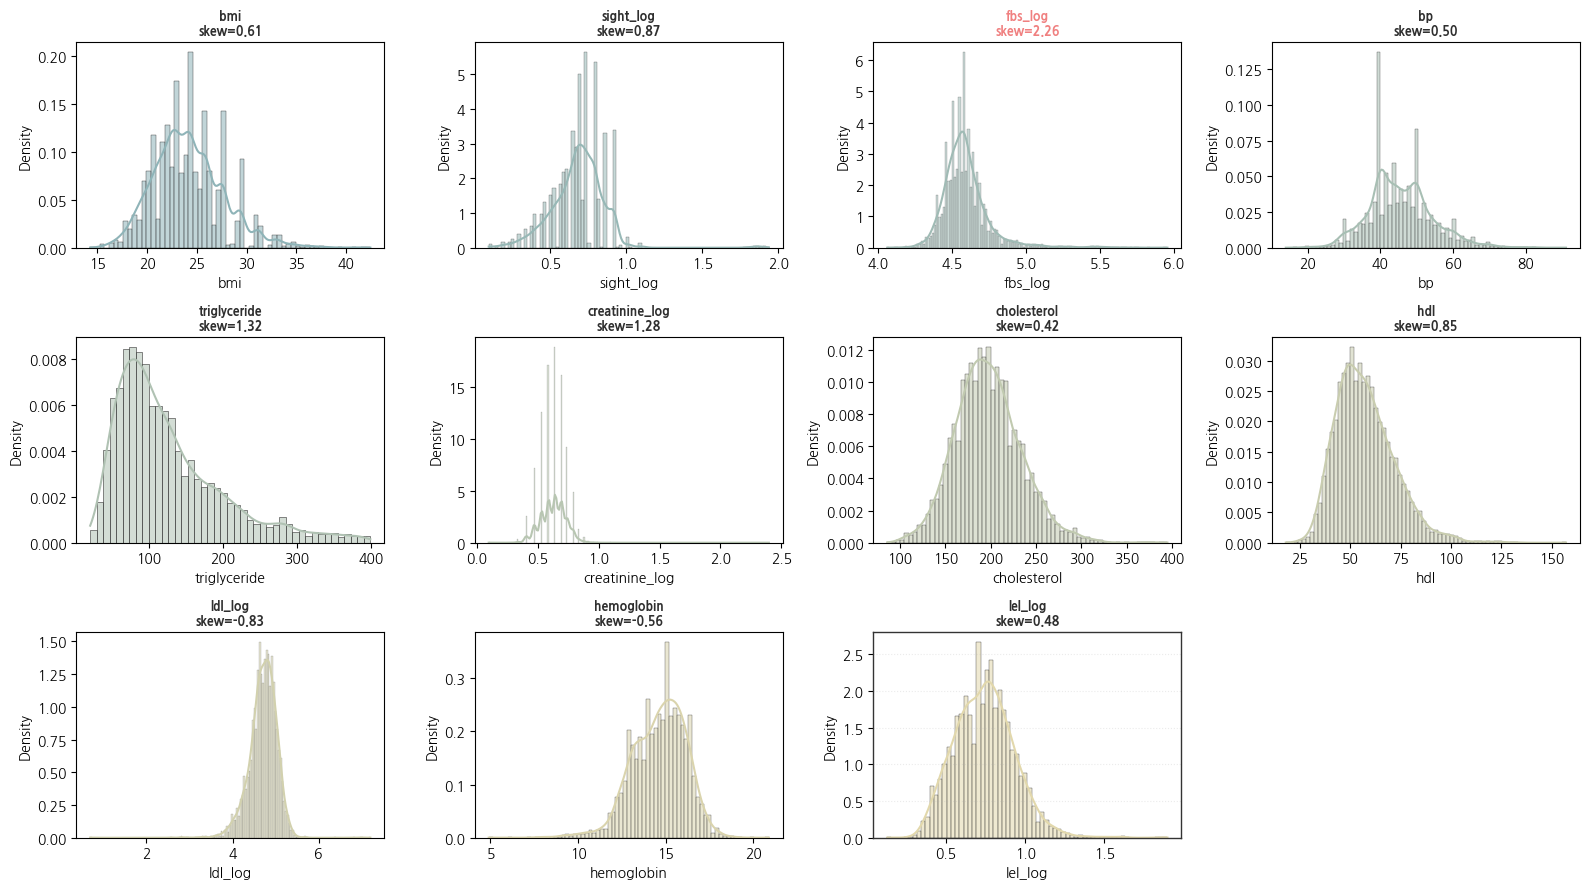 bmi
skew=0.61
Density
0.20
0.15
0.10
0.05
0.00
15 20 25 30 35 40
bmi
sight_log
skew=0.87
Density
5
4
3
2
1
0
0.5 1.0 1.5 2.0
sight_log
fbs_log
skew=2.26
Density
6
5
4
3
2
1
0
4.0 4.5 5.0 5.5 6.0
fbs_log
bp
skew=0.50
Density
0.125
0.100
0.075
0.050
0.025
0.000
20 40 60 80
bp
triglyceride
skew=1.32
Density
0.008
0.006
0.004
0.002
0.000
100 200 300 400
triglyceride
creatinine_log
skew=1.28
Density
15
10
5
0
0.0 0.5 1.0 1.5 2.0 2.5
creatinine_log
cholesterol
skew=0.42
Density
0.012
0.010
0.008
0.006
0.004
0.002
0.000
100 150 200 250 300 350 400
cholesterol
hdl
skew=0.85
Density
0.030
0.025
0.020
0.015
0.010
0.005
0.000
25 50 75 100 125 150
hdl
ldl_log
skew=-0.83
Density
1.50
1.25
1.00
0.75
0.50
0.25
0.00
2 4 6
ldl_log
hemoglobin
skew=-0.56
Density
0.3
0.2
0.1
0.0
5 10 15 20
hemoglobin
lel_log
skew=0.48
Density
2.5
2.0
1.5
1.0
0.5
0.0
0.5 1.0 1.5
lel_log